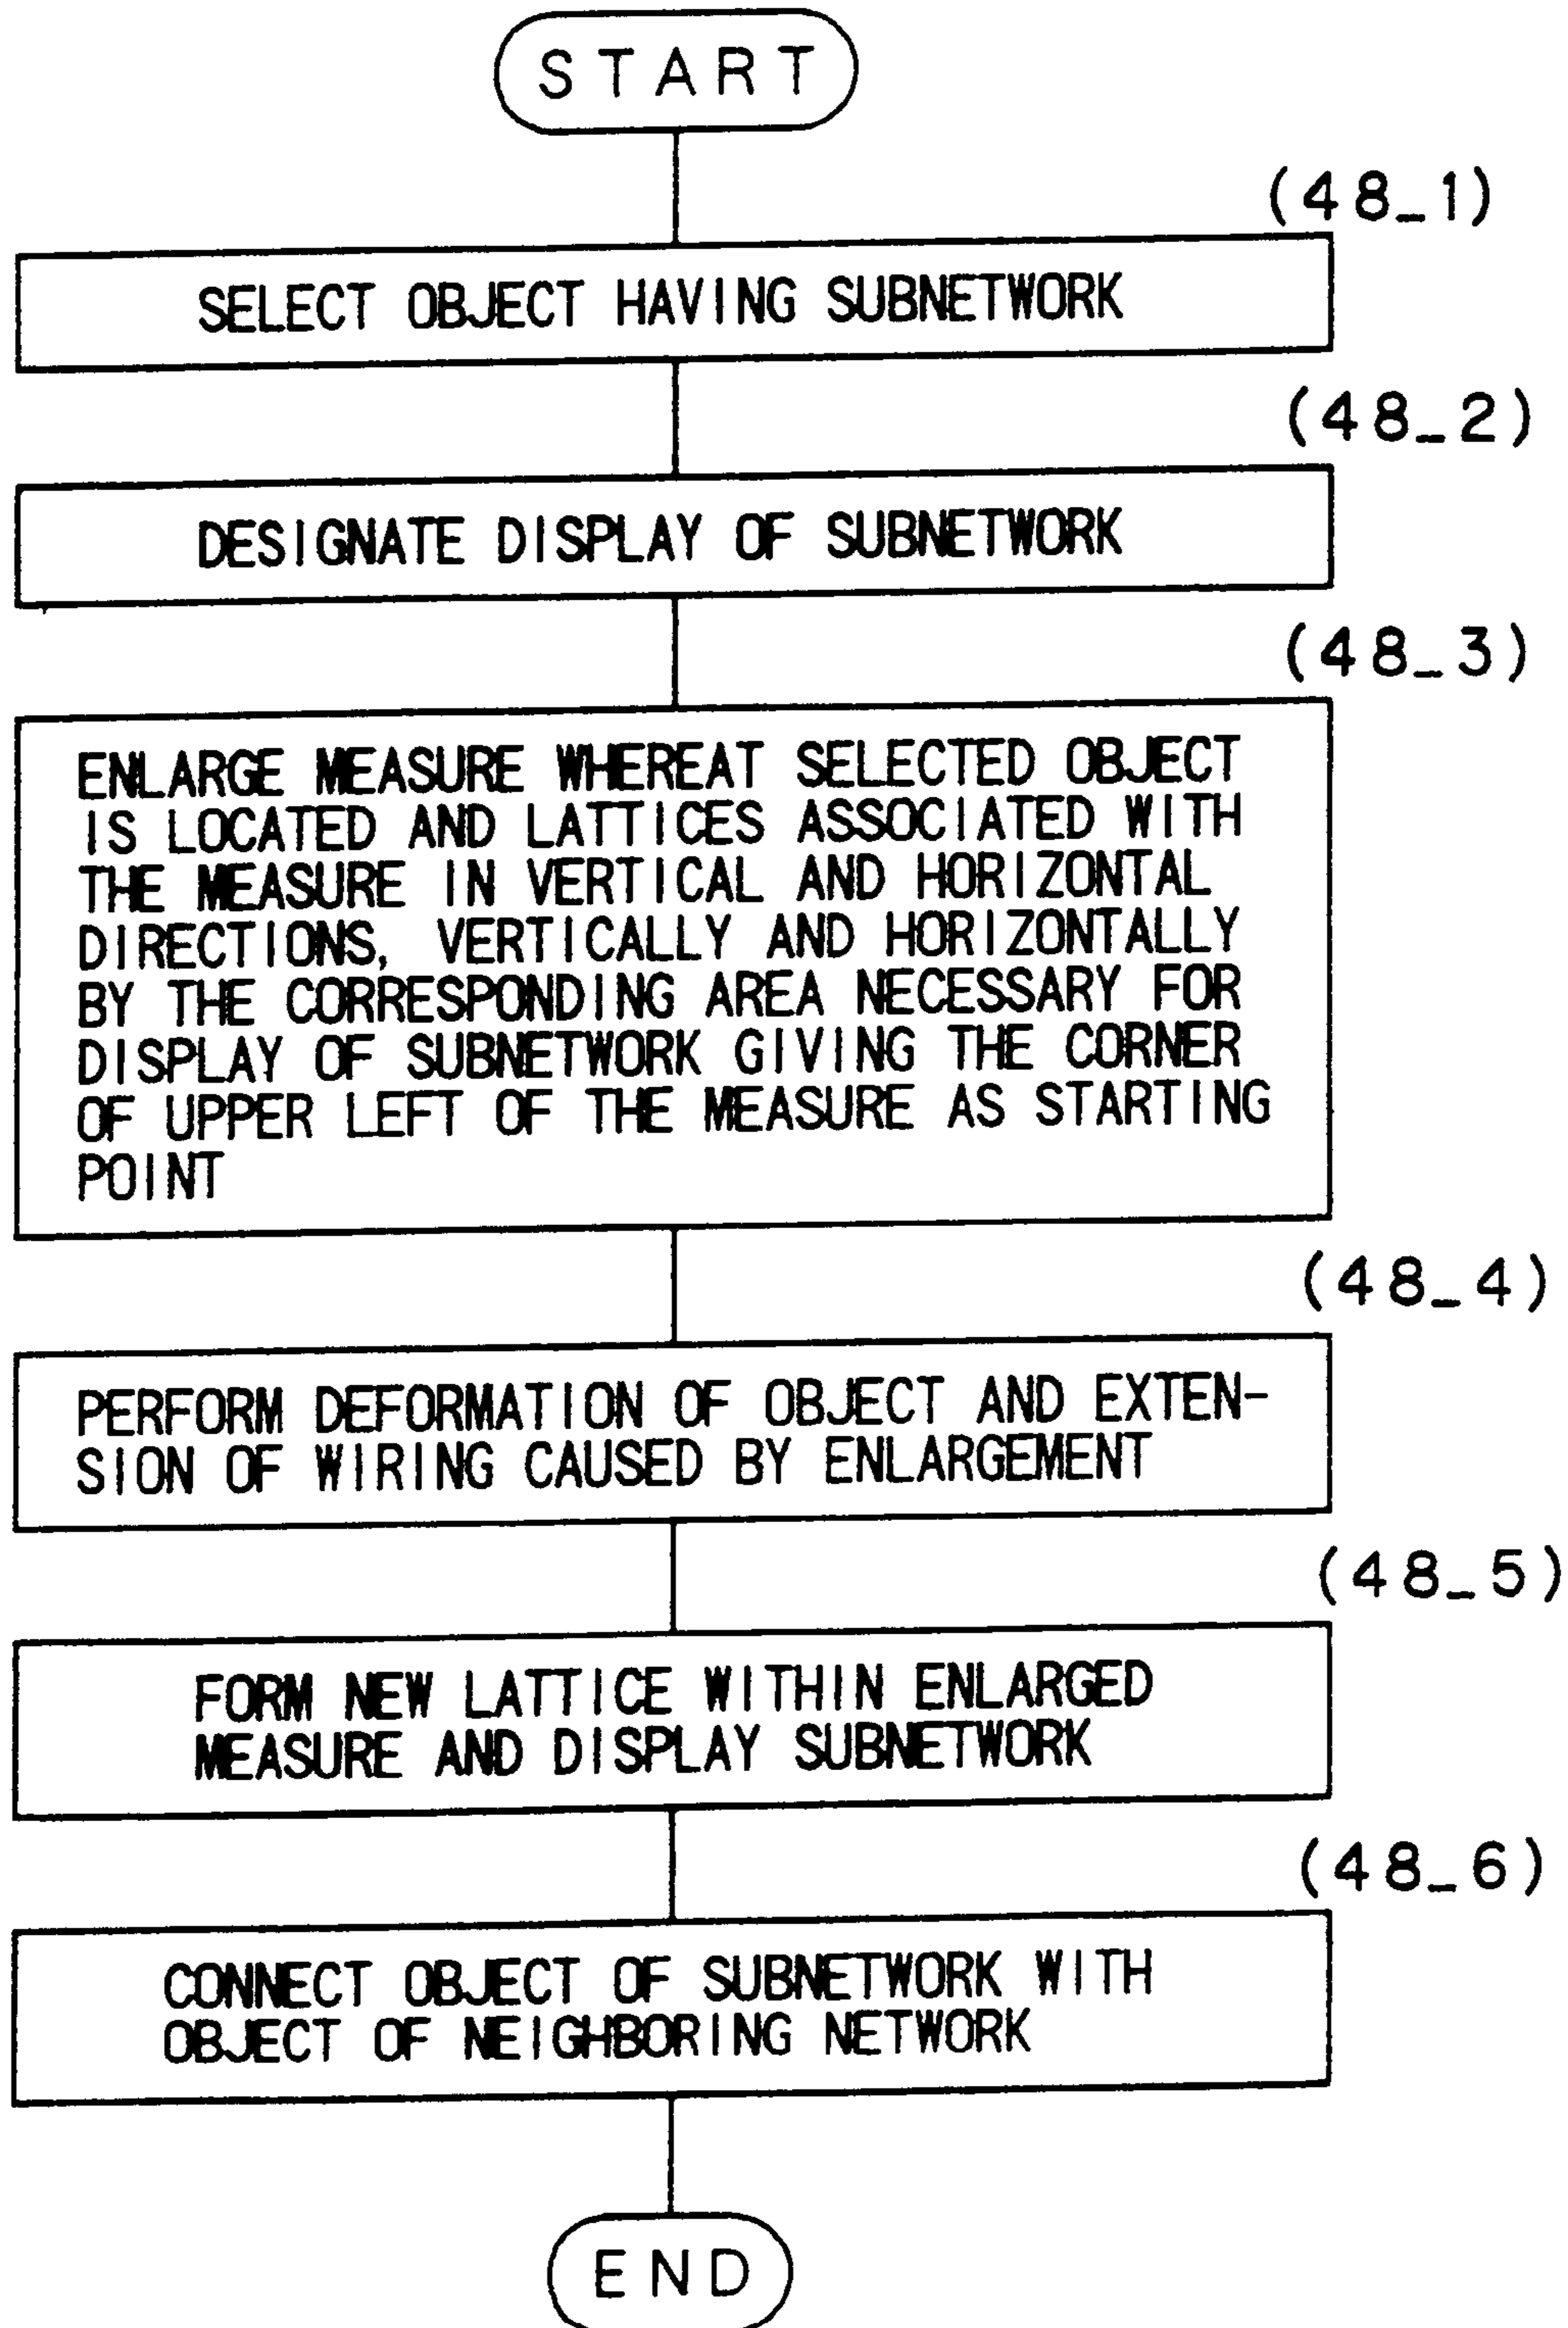 START
(48_1)
SELECT OBJECT HAVING SUBNETWORK
(48_2)
DESIGNATE DISPLAY OF SUBNETWORK
(48_3)
ENLARGE MEASURE WHEREAT SELECTED OBJECT
IS LOCATED AND LATTICES ASSOCIATED WITH
THE MEASURE IN VERTICAL AND HORIZONTAL
DIRECTIONS, VERTICALLY AND HORIZONTALLY
BY THE CORRESPONDING AREA NECESSARY FOR
DISPLAY OF SUBNETWORK GIVING THE CORNER
OF UPPER LEFT OF THE MEASURE AS STARTING
POINT
(48_4)
PERFORM DEFORMATION OF OBJECT AND EXTEN-
SION OF WIRING CAUSED BY ENLARGEMENT
(48_5)
FORM NEW LATTICE WITHIN ENLARGED
MEASURE AND DISPLAY SUBNETWORK
(48_6)
CONNECT OBJECT OF SUBNETWORK WITH
OBJECT OF NEIGHBORING NETWORK
END